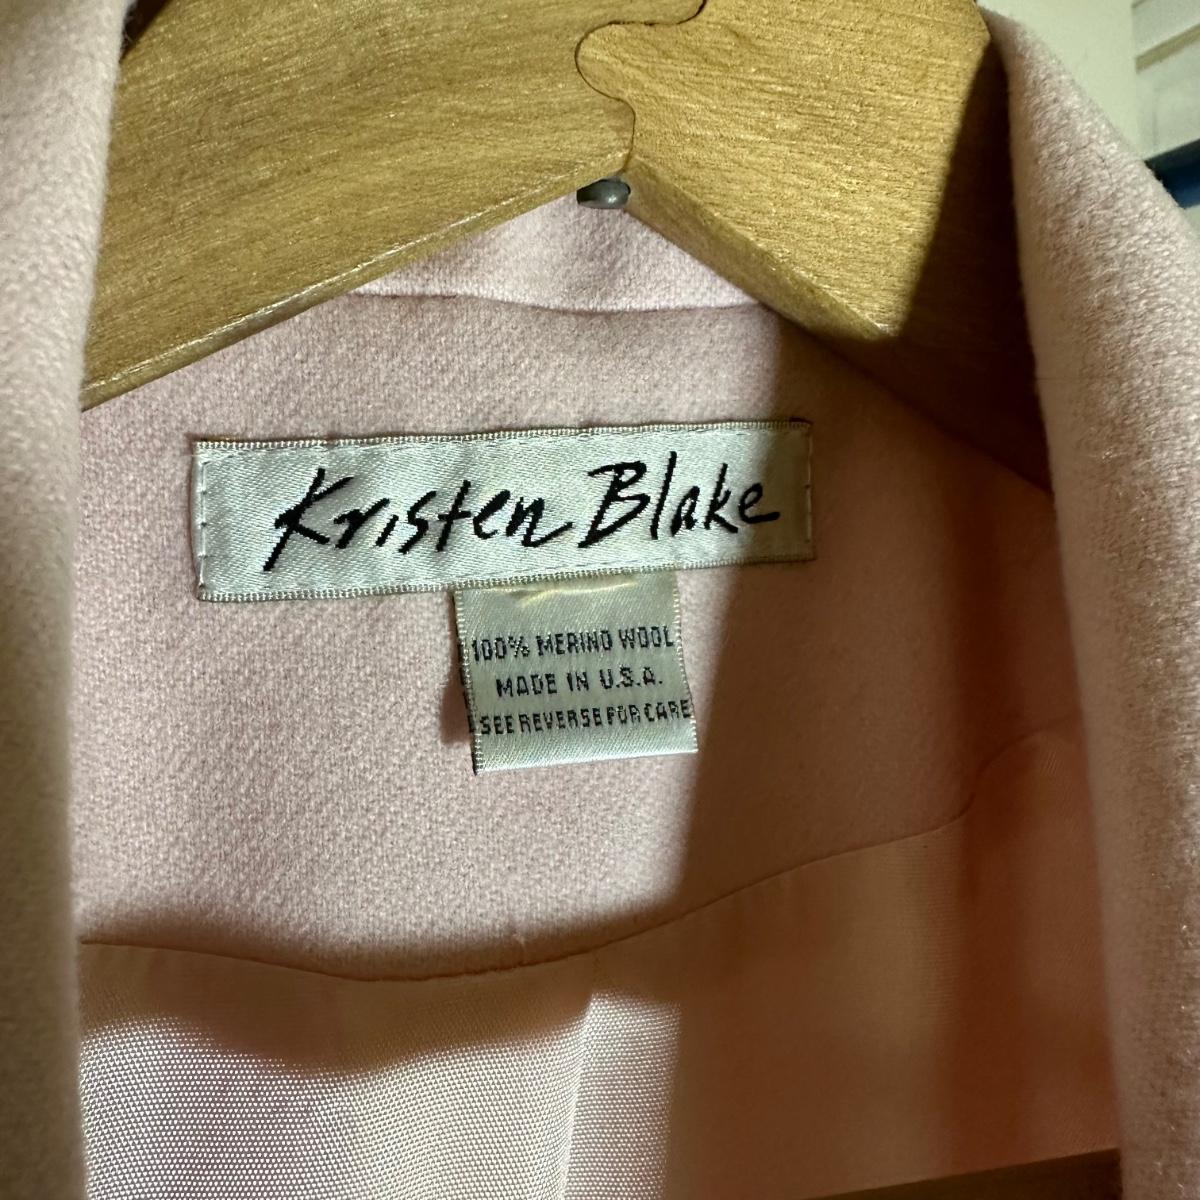 Kristen Blake
100% MERINO WOOL
MADE IN U.S.A.
SEE REVERSE FOR CARE